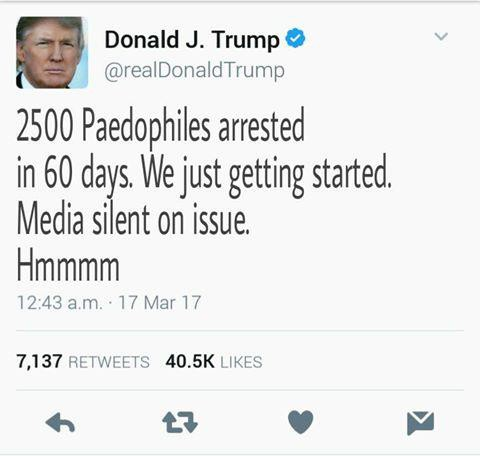 Donald J. Trump
@realDonaldTrump
2500 Paedophiles arrested
in 60 days. We just getting started.
Media silent on issue.
Hmmmm
12:43 a.m. · 17 Mar 17
7,137 RETWEETS 40.5K LIKES